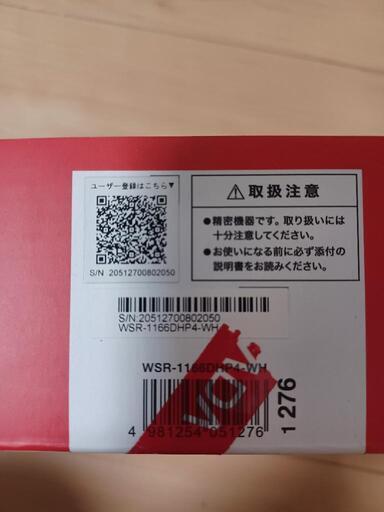 ユーザー登録はこちら▼
S/N 20512700802050
⚠取扱注意
●精密機器です。取り扱いには
十分注意してください。
●お使いになる前に必ず添付の
説明書をお読みください。
S/N:20512700802050
WSR-1166DHP4-WH
WSR-1166DHP4-WH
4 981254 051276
1 276